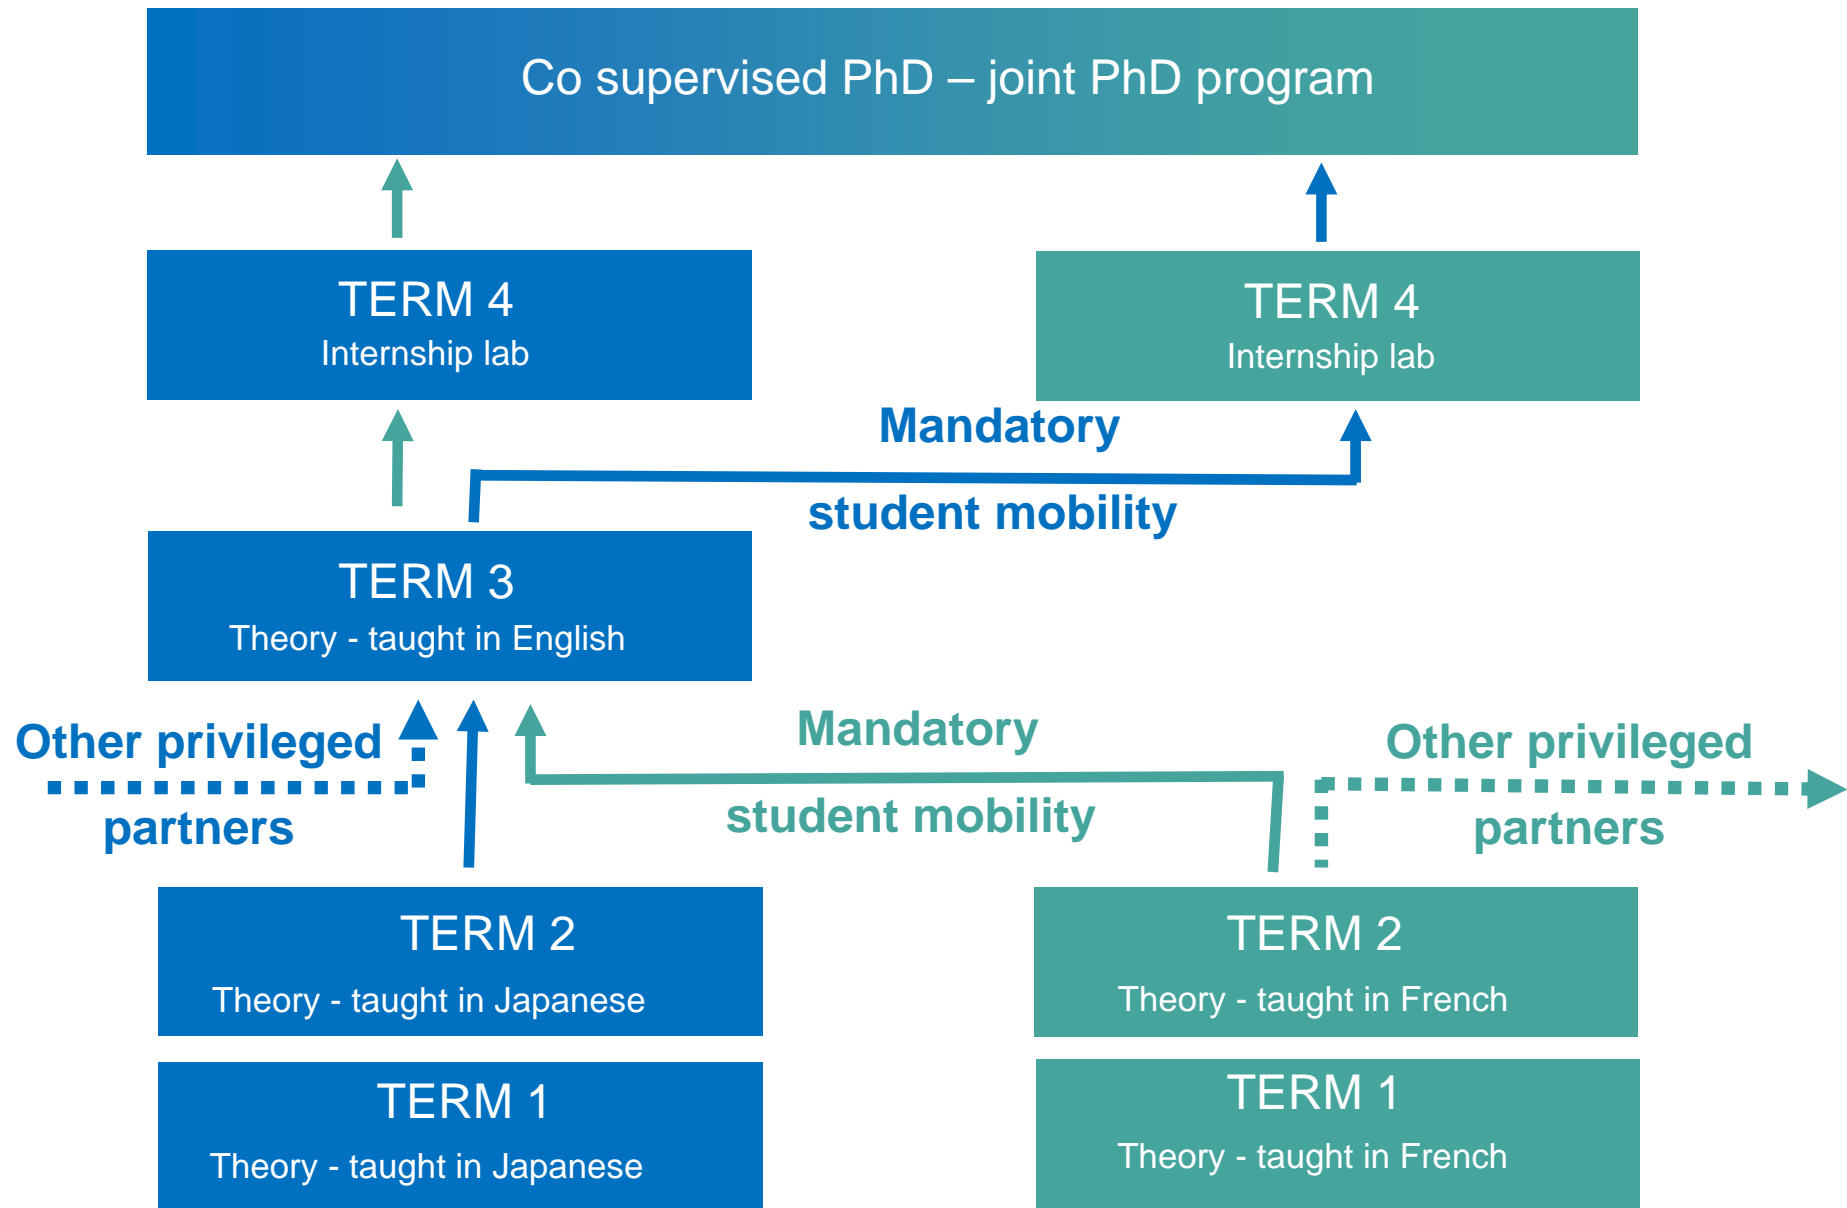 Co supervised PhD – joint PhD program
TERM 4
Internship lab
TERM 4
Internship lab
Mandatory
student mobility
TERM 3
Theory - taught in English
Other privileged
partners
Mandatory
student mobility
Other privileged
partners
TERM 2
Theory - taught in Japanese
TERM 2
Theory - taught in French
TERM 1
Theory - taught in Japanese
TERM 1
Theory - taught in French